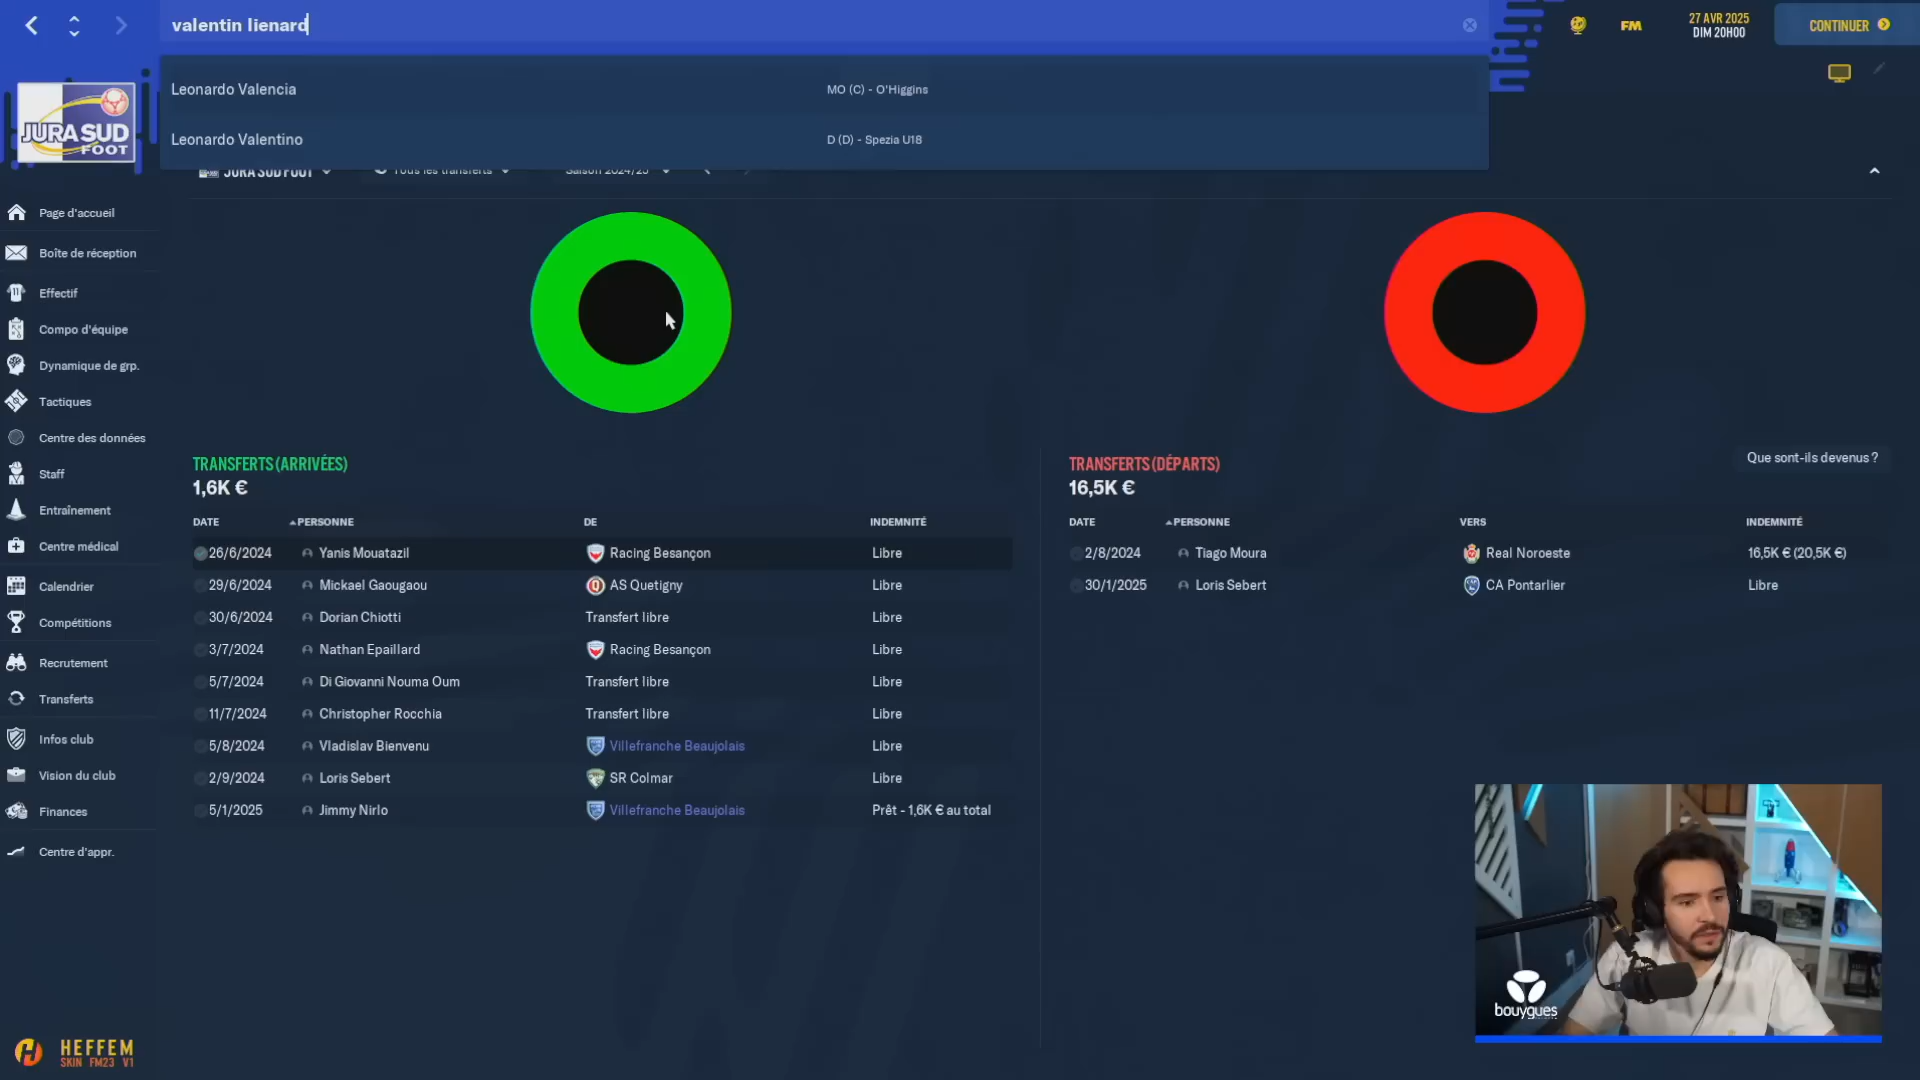 valentin lienard
27 AVR 2025
DIM 20H00
CONTINUER
FM
Leonardo Valencia
MO (C) - O'Higgins
Leonardo Valentino
D (D) - Spezia U18
JURA SUD
FOOT
JURA SUD FOOT
Tous les transferts
Saison 2024/25
Page d'accueil
Boîte de réception
Effectif
Compo d'équipe
Dynamique de grp.
Tactiques
Centre des données
Staff
Entraînement
Centre médical
Calendrier
Compétitions
Recrutement
Transferts
Infos club
Vision du club
Finances
Centre d'appr.
HEFFEM
SKIN FM23 V1
TRANSFERTS (ARRIVÉES)
1,6K €
DATE PERSONNE DE INDEMNITÉ
26/6/2024 Yanis Mouatazil Racing Besançon Libre
29/6/2024 Mickael Gaougaou AS Quetigny Libre
30/6/2024 Dorian Chiotti Transfert libre Libre
3/7/2024 Nathan Epaillard Racing Besançon Libre
5/7/2024 Di Giovanni Nouma Oum Transfert libre Libre
11/7/2024 Christopher Rocchia Transfert libre Libre
5/8/2024 Vladislav Bienvenu Villefranche Beaujolais Libre
2/9/2024 Loris Sebert SR Colmar Libre
5/1/2025 Jimmy Nirlo Villefranche Beaujolais Prêt - 1,6K € au total
TRANSFERTS (DÉPARTS)
16,5K €
Que sont-ils devenus ?
DATE PERSONNE VERS INDEMNITÉ
2/8/2024 Tiago Moura Real Noroeste 16,5K € (20,5K €)
30/1/2025 Loris Sebert CA Pontarlier Libre
bouygues